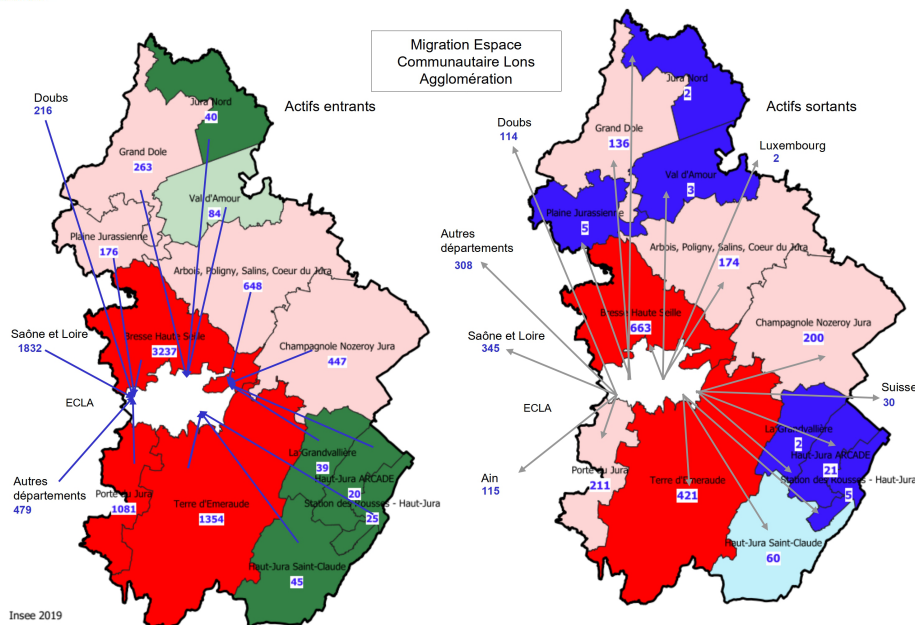 Migration Espace
Communautaire Lons
Agglomération
Actifs entrants
Doubs
216
Jura Nord
40
Grand Dole
263
Val d'Amour
84
Plaine Jurassienne
176
Arbois, Poligny, Salins, Coeur du Jura
648
Saône et Loire
1832
Bresse Haute Seille
3237
Champagnole Nozeroy Jura
447
ECLA
La Grandvallière
39
Haut-Jura ARCADE
20
Station des Rousses - Haut-Jura
25
Autres
départements
479
Porte du Jura
1081
Terre d'Emeraude
1354
Haut-Jura Saint-Claude
45
Insee 2019
Actifs sortants
Jura Nord
2
Doubs
114
Grand Dole
136
Luxembourg
2
Val d'Amour
3
Plaine Jurassienne
5
Autres
départements
308
Arbois, Poligny, Salins, Coeur du Jura
174
Saône et Loire
345
Bresse Haute Seille
663
Champagnole Nozeroy Jura
200
Suisse
30
ECLA
La Grandvallière
2
Haut-Jura ARCADE
21
Station des Rousses - Haut-Jura
5
Ain
115
Porte du Jura
211
Terre d'Emeraude
421
Haut-Jura Saint-Claude
60